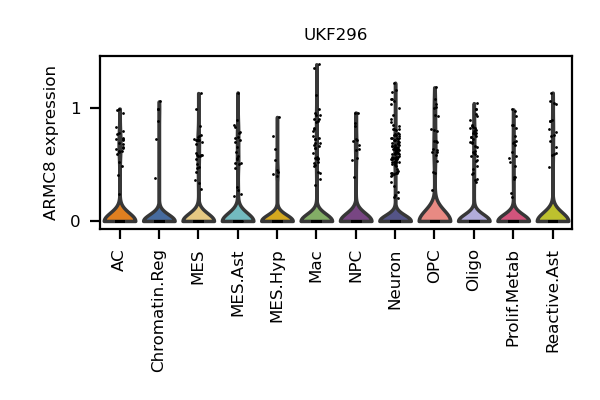 UKF296
ARMC8 expression
1
0
AC
Chromatin.Reg
MES
MES.Ast
MES.Hyp
Mac
NPC
Neuron
OPC
Oligo
Prolif.Metab
Reactive.Ast